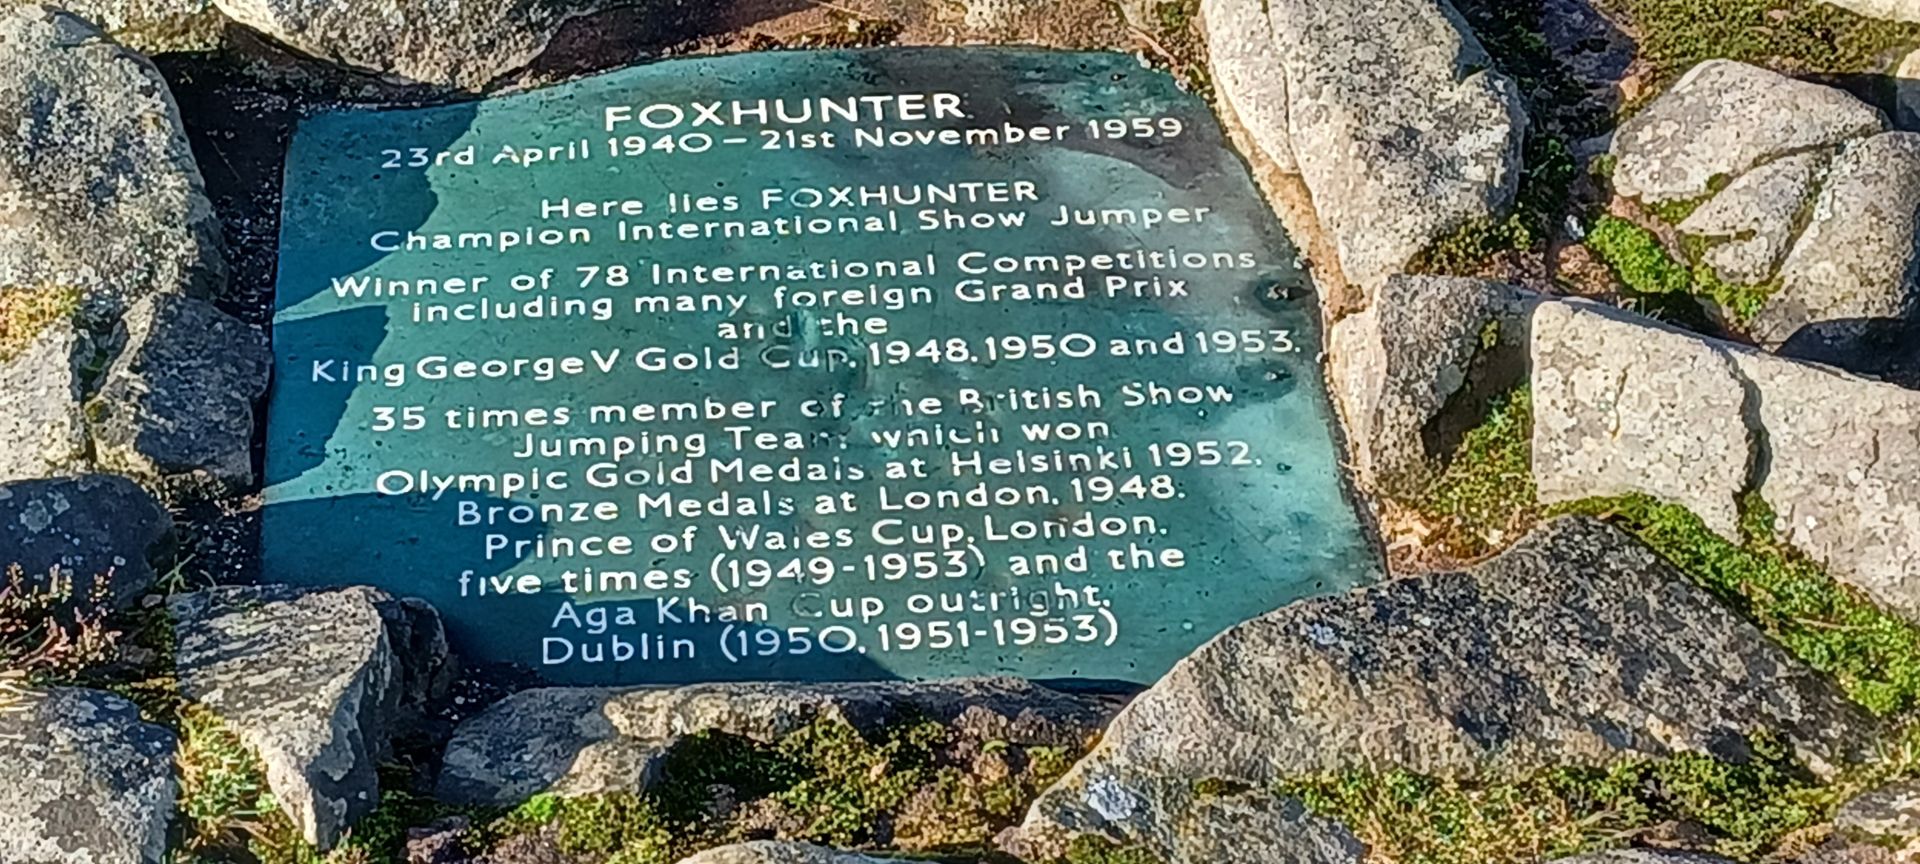 FOXHUNTER
23rd April 1940 – 21st November 1959
Here lies FOXHUNTER
Champion International Show Jumper
Winner of 78 International Competitions
including many foreign Grand Prix
and the
King George V Gold Cup. 1948. 1950 and 1953.
35 times member of the British Show
Jumping Team which won
Olympic Gold Medals at Helsinki 1952.
Bronze Medals at London. 1948.
Prince of Wales Cup. London.
five times (1949-1953) and the
Aga Khan Cup outright.
Dublin (1950. 1951-1953)